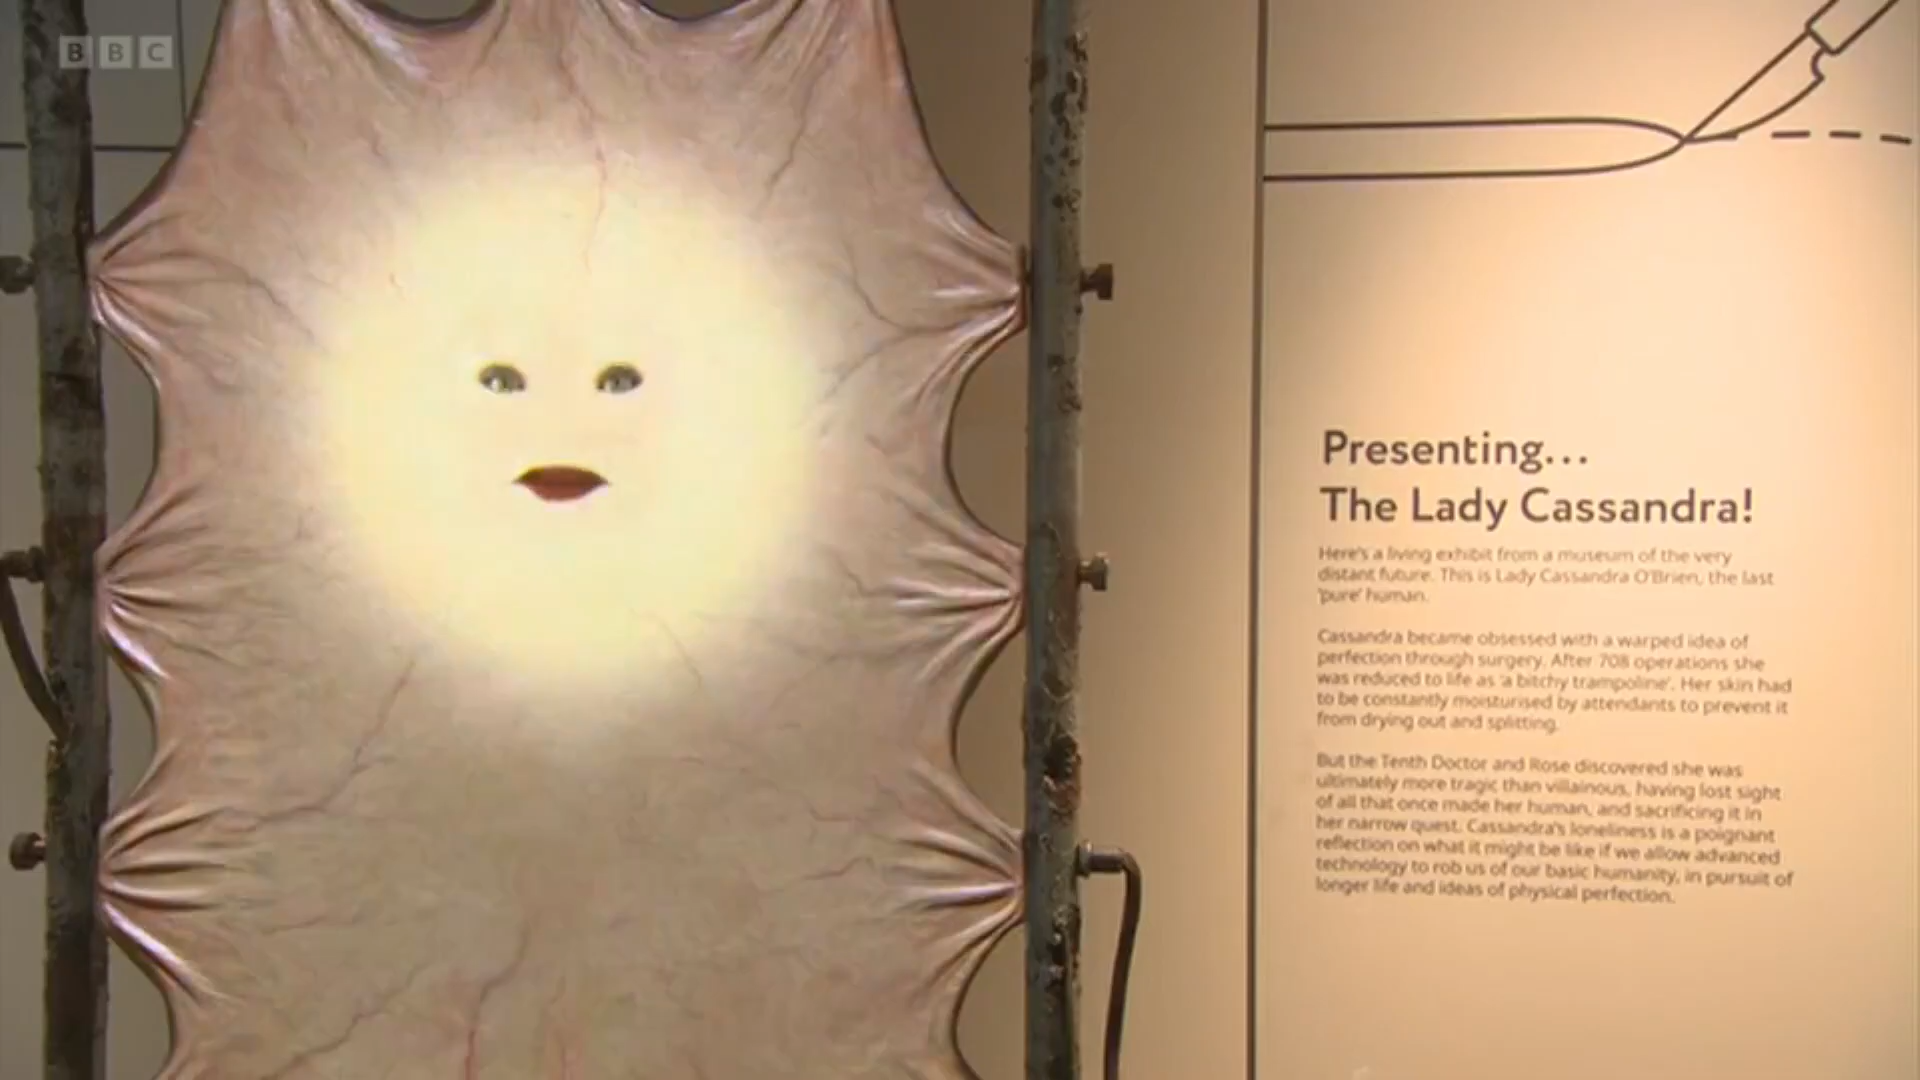 BBC
Presenting...
The Lady Cassandra!
Here's a living exhibit from a museum of the very
distant future. This is Lady Cassandra O'Brien, the last
'pure' human.
Cassandra became obsessed with a warped idea of
perfection through surgery. After 708 operations she
was reduced to life as 'a bitchy trampoline'. Her skin had
to be constantly moisturised by attendants to prevent it
from drying out and splitting.
But the Tenth Doctor and Rose discovered she was
ultimately more tragic than villainous, having lost sight
of all that once made her human, and sacrificing it in
her narrow quest. Cassandra's loneliness is a poignant
reflection on what it might be like if we allow advanced
technology to rob us of our basic humanity, in pursuit of
longer life and ideas of physical perfection.